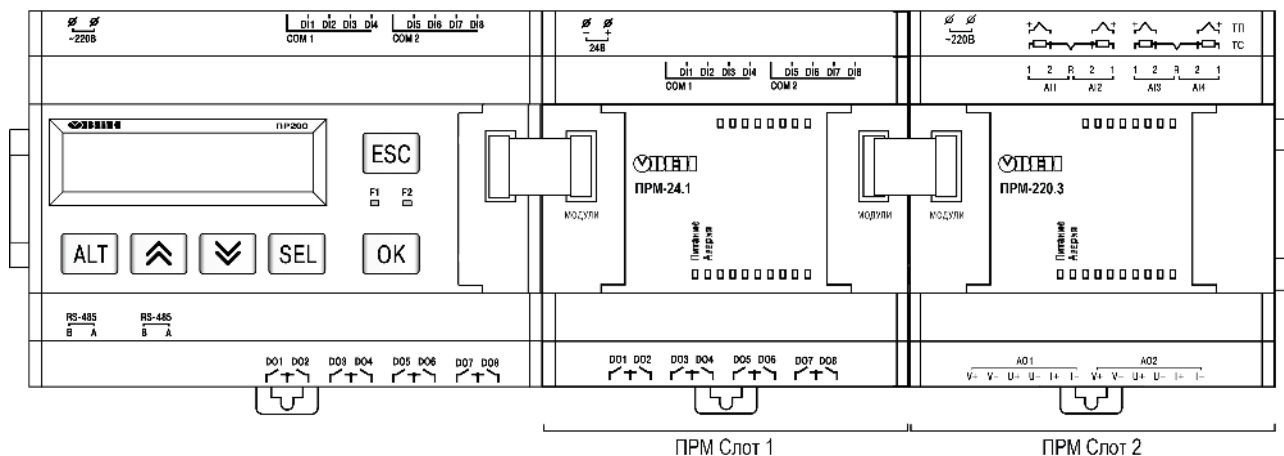 ~220В
DI1 DI2 DI3 DI4
COM 1
DI5 DI6 DI7 DI8
COM 2
ОВЕН
ПР200
ESC
F1 F2
ALT
SEL
OK
RS-485
B A
RS-485
B A
DO1 DO2 DO3 DO4 DO5 DO6 DO7 DO8
- +
24В
DI1 DI2 DI3 DI4
COM 1
DI5 DI6 DI7 DI8
COM 2
ОВЕН
ПРМ-24.1
МОДУЛИ
МОДУЛИ
Питание
Авария
DO1 DO2 DO3 DO4 DO5 DO6 DO7 DO8
ПРМ Слот 1
~220В
+ + + + ТП
ТС
1 2 R 2 1 1 2 R 2 1
AI1 AI2 AI3 AI4
ОВЕН
ПРМ-220.3
МОДУЛИ
Питание
Авария
AO1 AO2
V+ V- U+ U- I+ I- V+ V- U+ U- I+ I-
ПРМ Слот 2